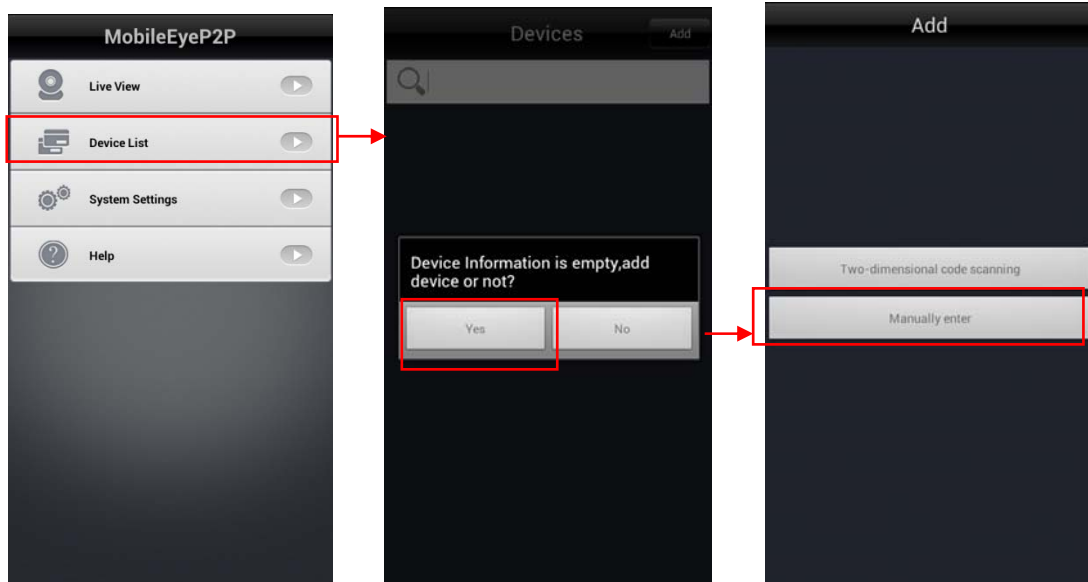 MobileEyeP2P
Live View
Device List
System Settings
Help
Devices
Add
Device Information is empty,add
device or not?
Yes
No
Add
Two-dimensional code scanning
Manually enter